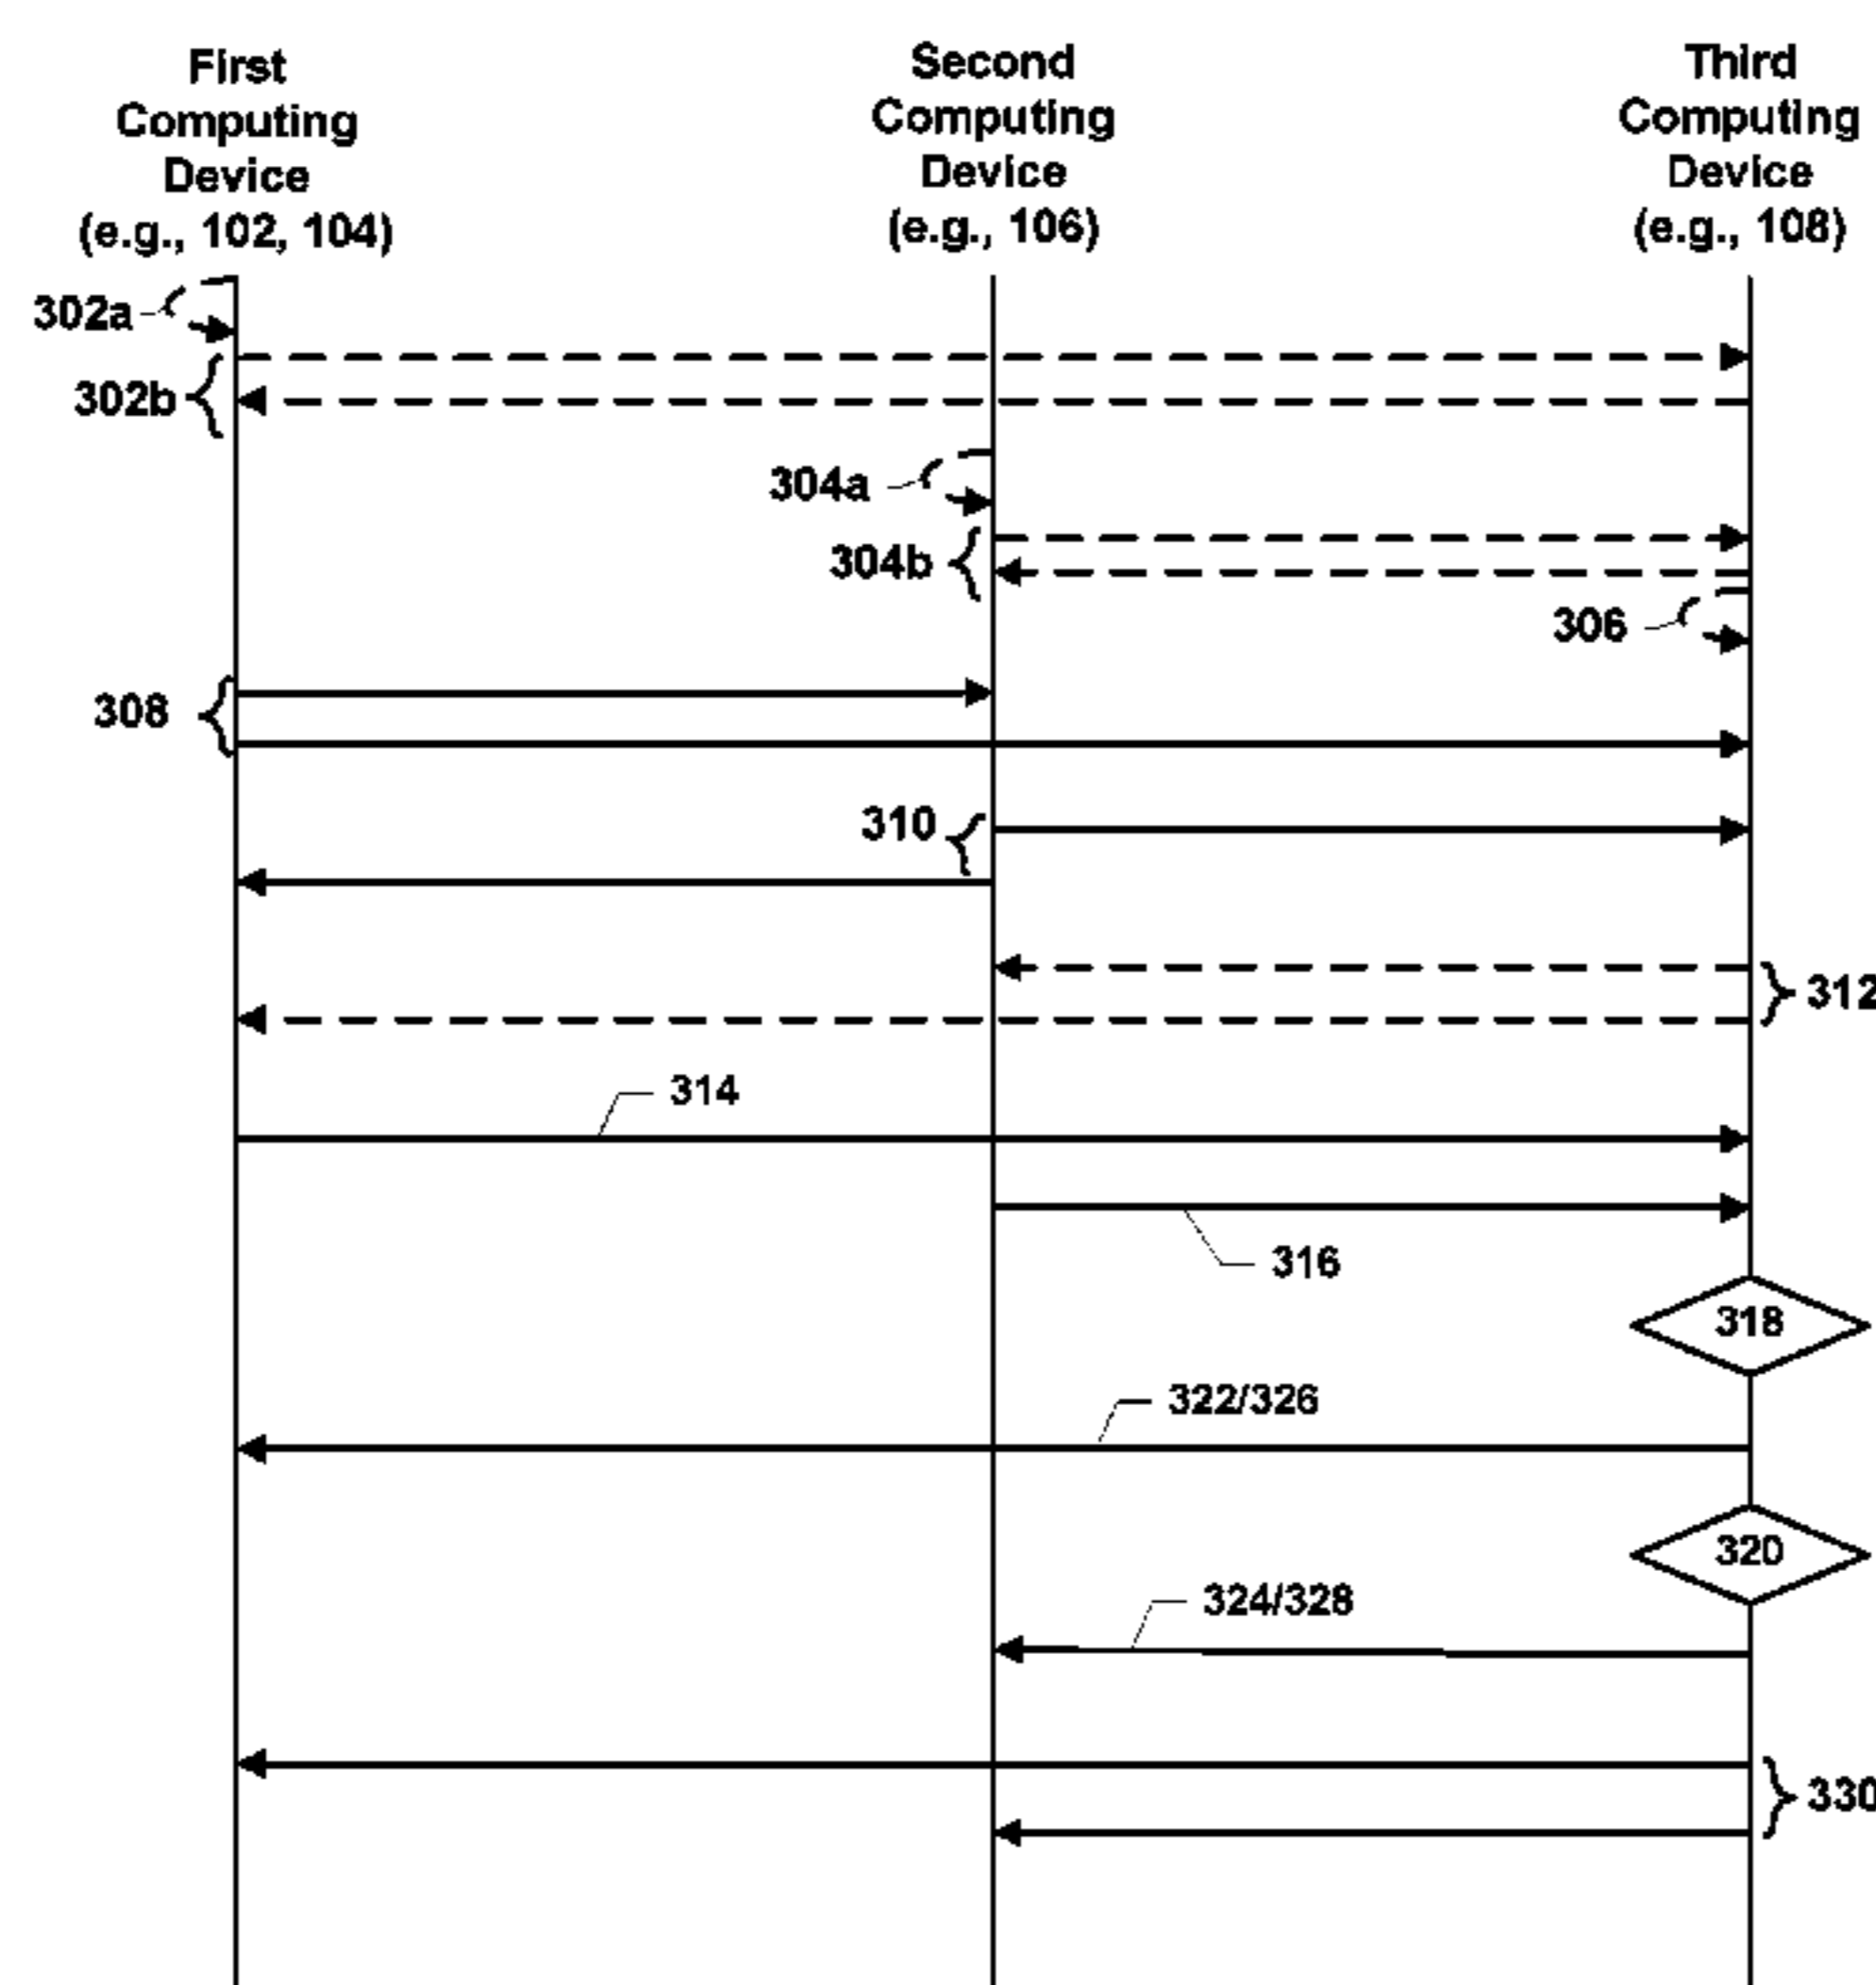 First
Computing
Device
(e.g., 102, 104)
Second
Computing
Device
(e.g., 106)
Third
Computing
Device
(e.g., 108)
302a
302b
304a
304b
306
308
310
312
314
316
318
322/326
320
324/328
330